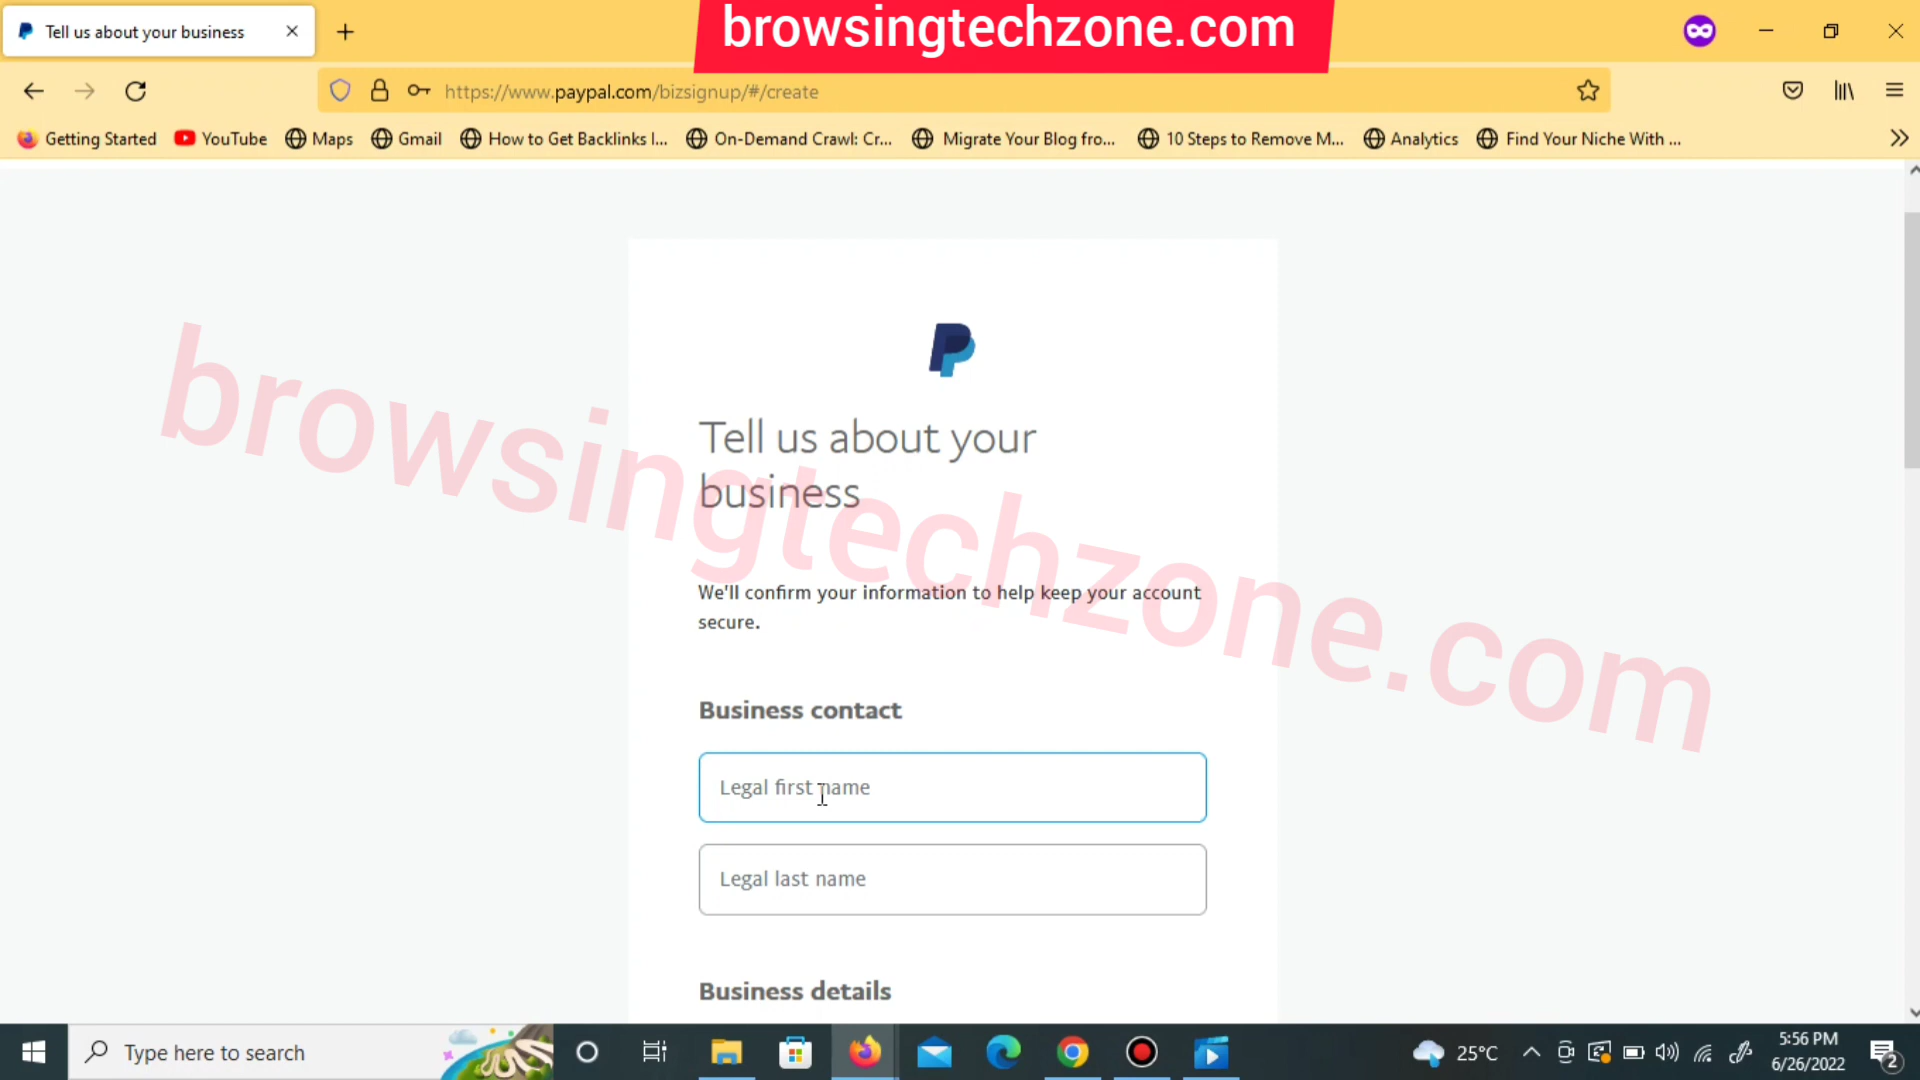 browsingtechzone.com
Tell us about your business
https://www.paypal.com/bizsignup/#/create
Getting Started YouTube Maps Gmail How to Get Backlinks I... On-Demand Crawl: Cr... Migrate Your Blog fro... 10 Steps to Remove M... Analytics Find Your Niche With ...
Tell us about your
business
browsingtechzone.com
We'll confirm your information to help keep your account
secure.
Business contact
Legal first name
Legal last name
Business details
Type here to search
25°C
5:56 PM
6/26/2022
2